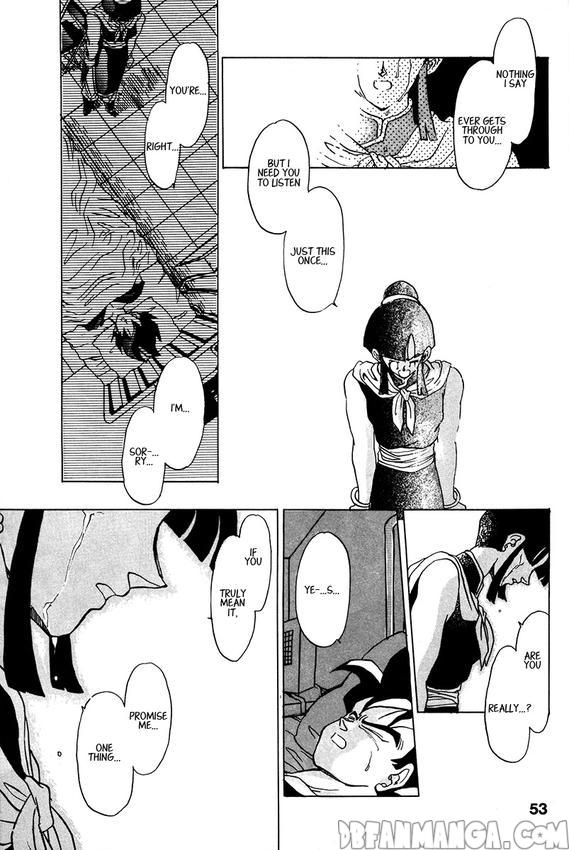 NOTHING
I SAY
EVER GETS
THROUGH
TO YOU...
BUT I
NEED YOU
TO LISTEN
JUST THIS
ONCE...
YOU'RE...
RIGHT...
I'M...
SOR-...
RY...
ARE
YOU
REALLY...?
YE-...S...
IF
YOU
TRULY
MEAN IT,
PROMISE
ME...
ONE
THING...
53
DBFANMANGA.COM